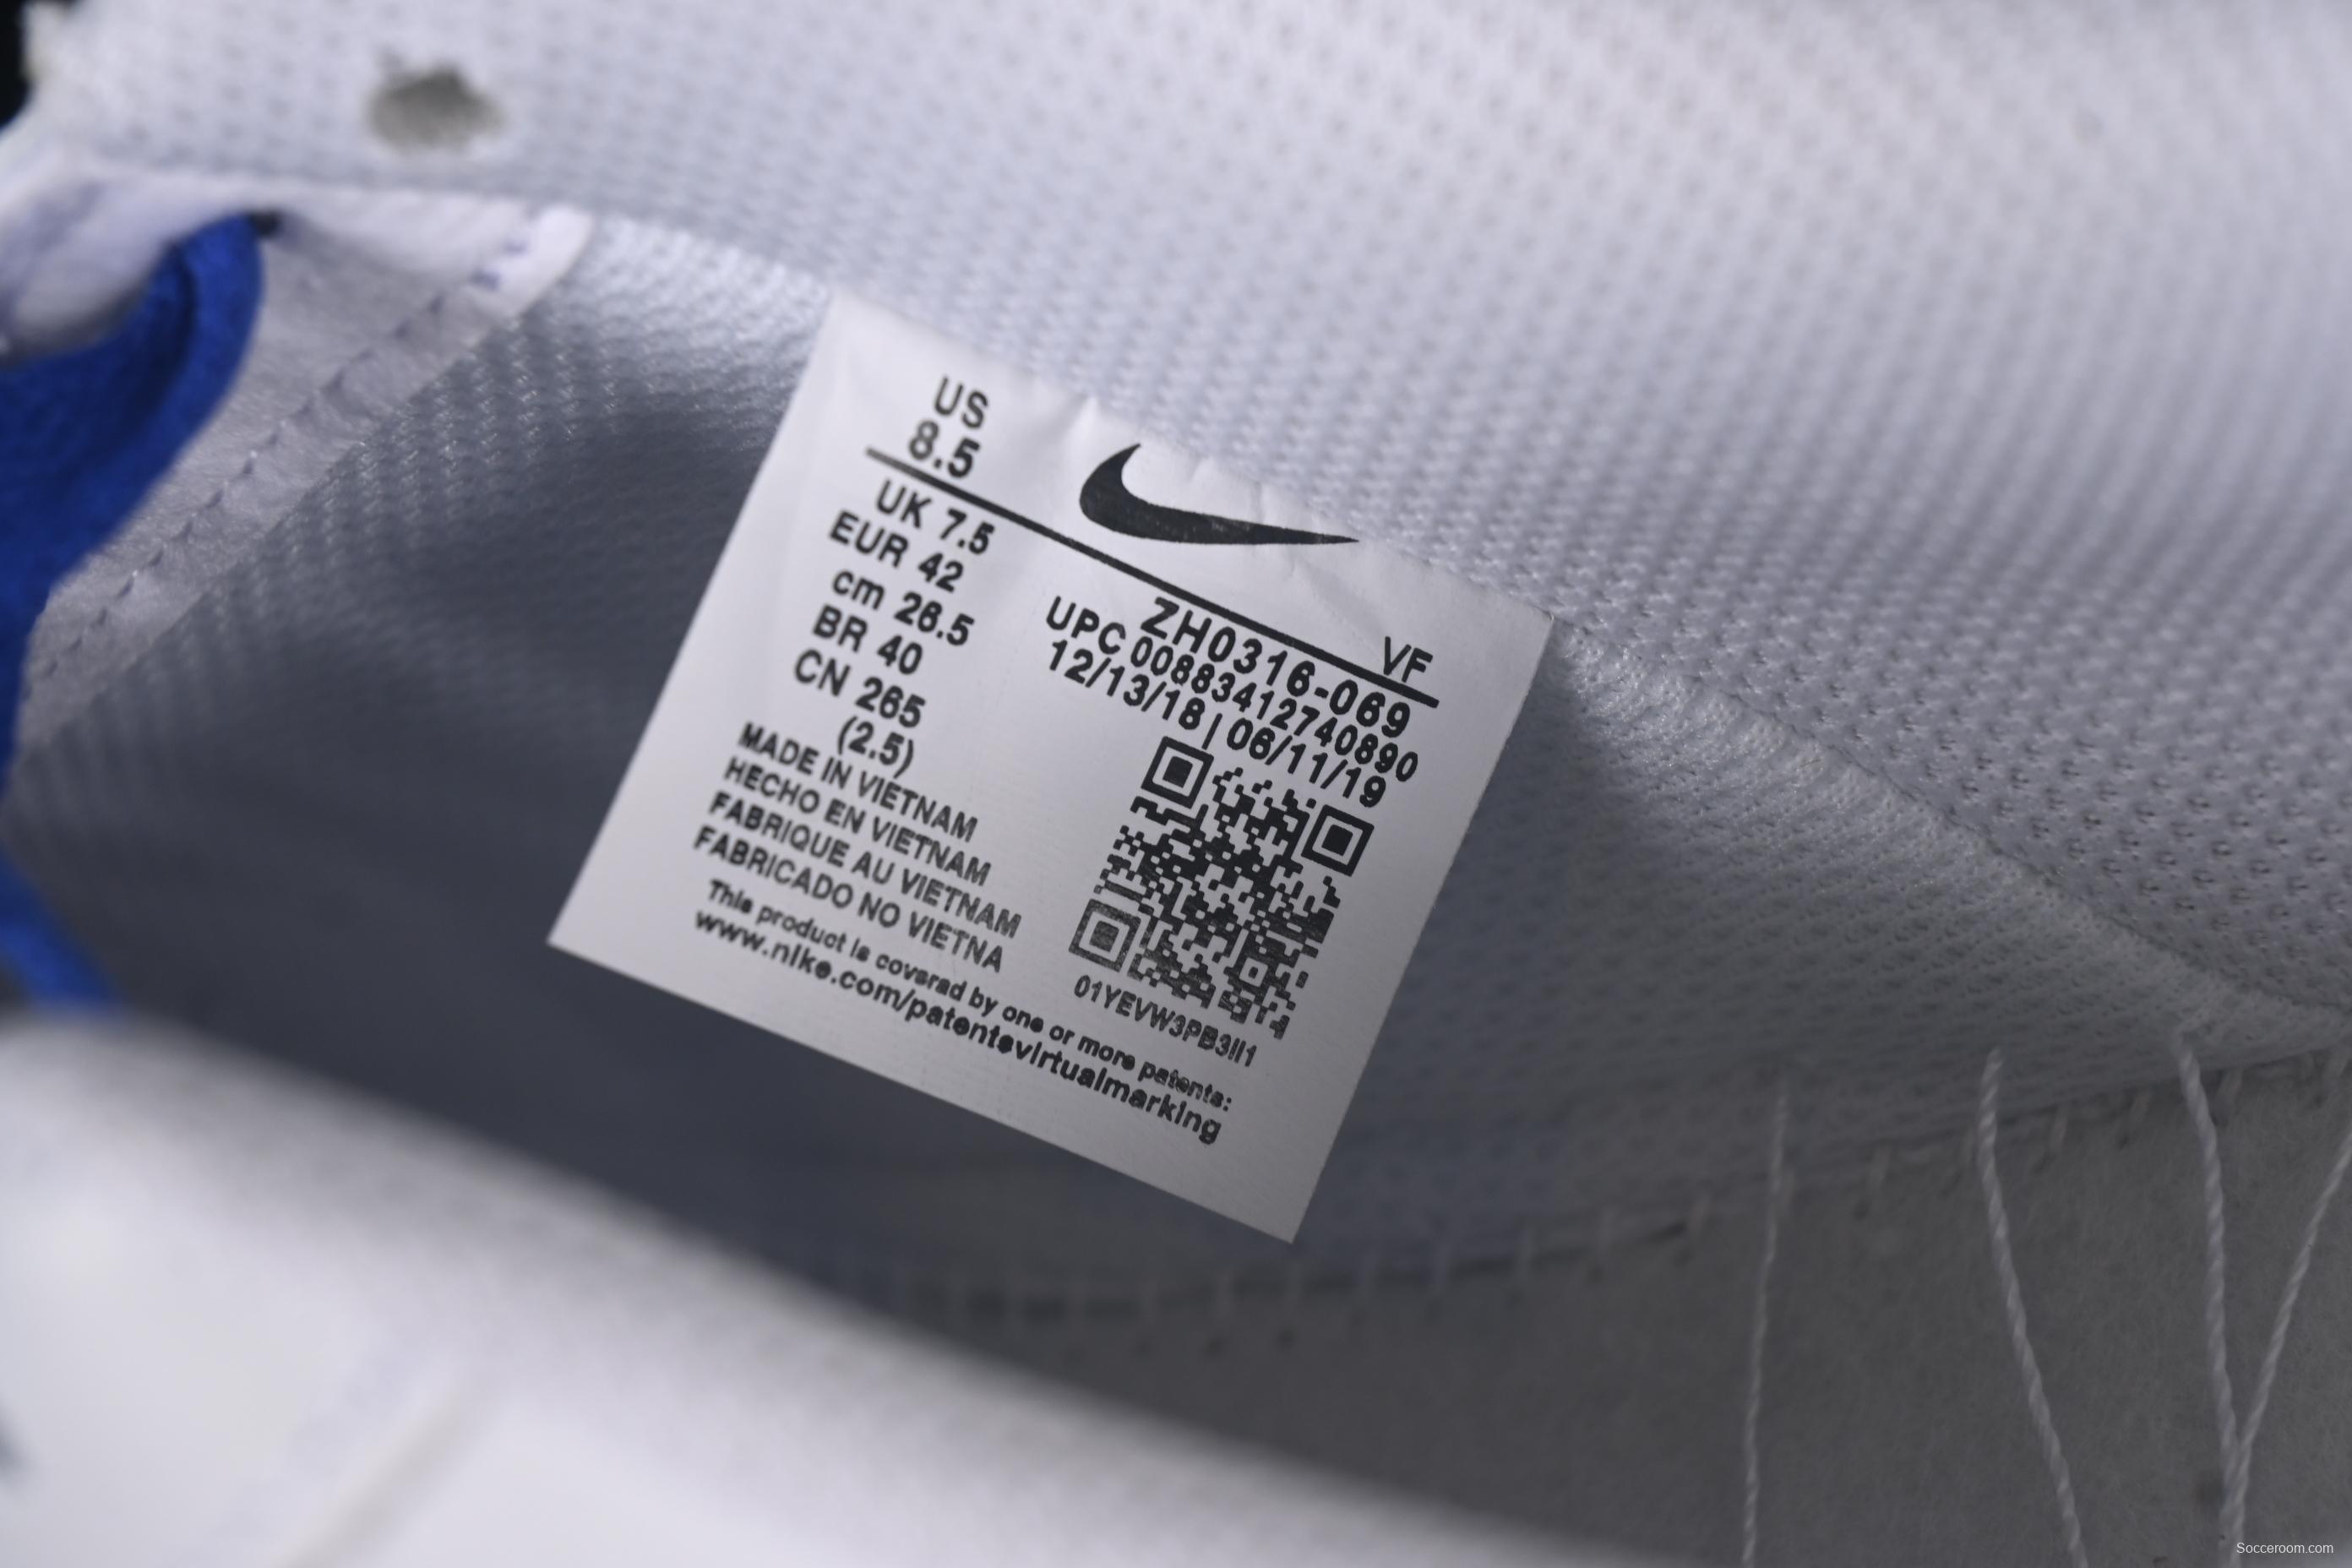 US
8.5
VF
UK 7.5
EUR 42
cm 26.5
BR 40
CN 265
(2.5)
ZH0316-069
UPC 00883412740890
12/13/18 | 06/11/19
MADE IN VIETNAM
HECHO EN VIETNAM
FABRIQUE AU VIETNAM
FABRICADO NO VIETNA
01YEVW3PB3II1
This product is covsrad by one or more patents:
www.nike.com/patentsvirtualmarking
Socceroom.com